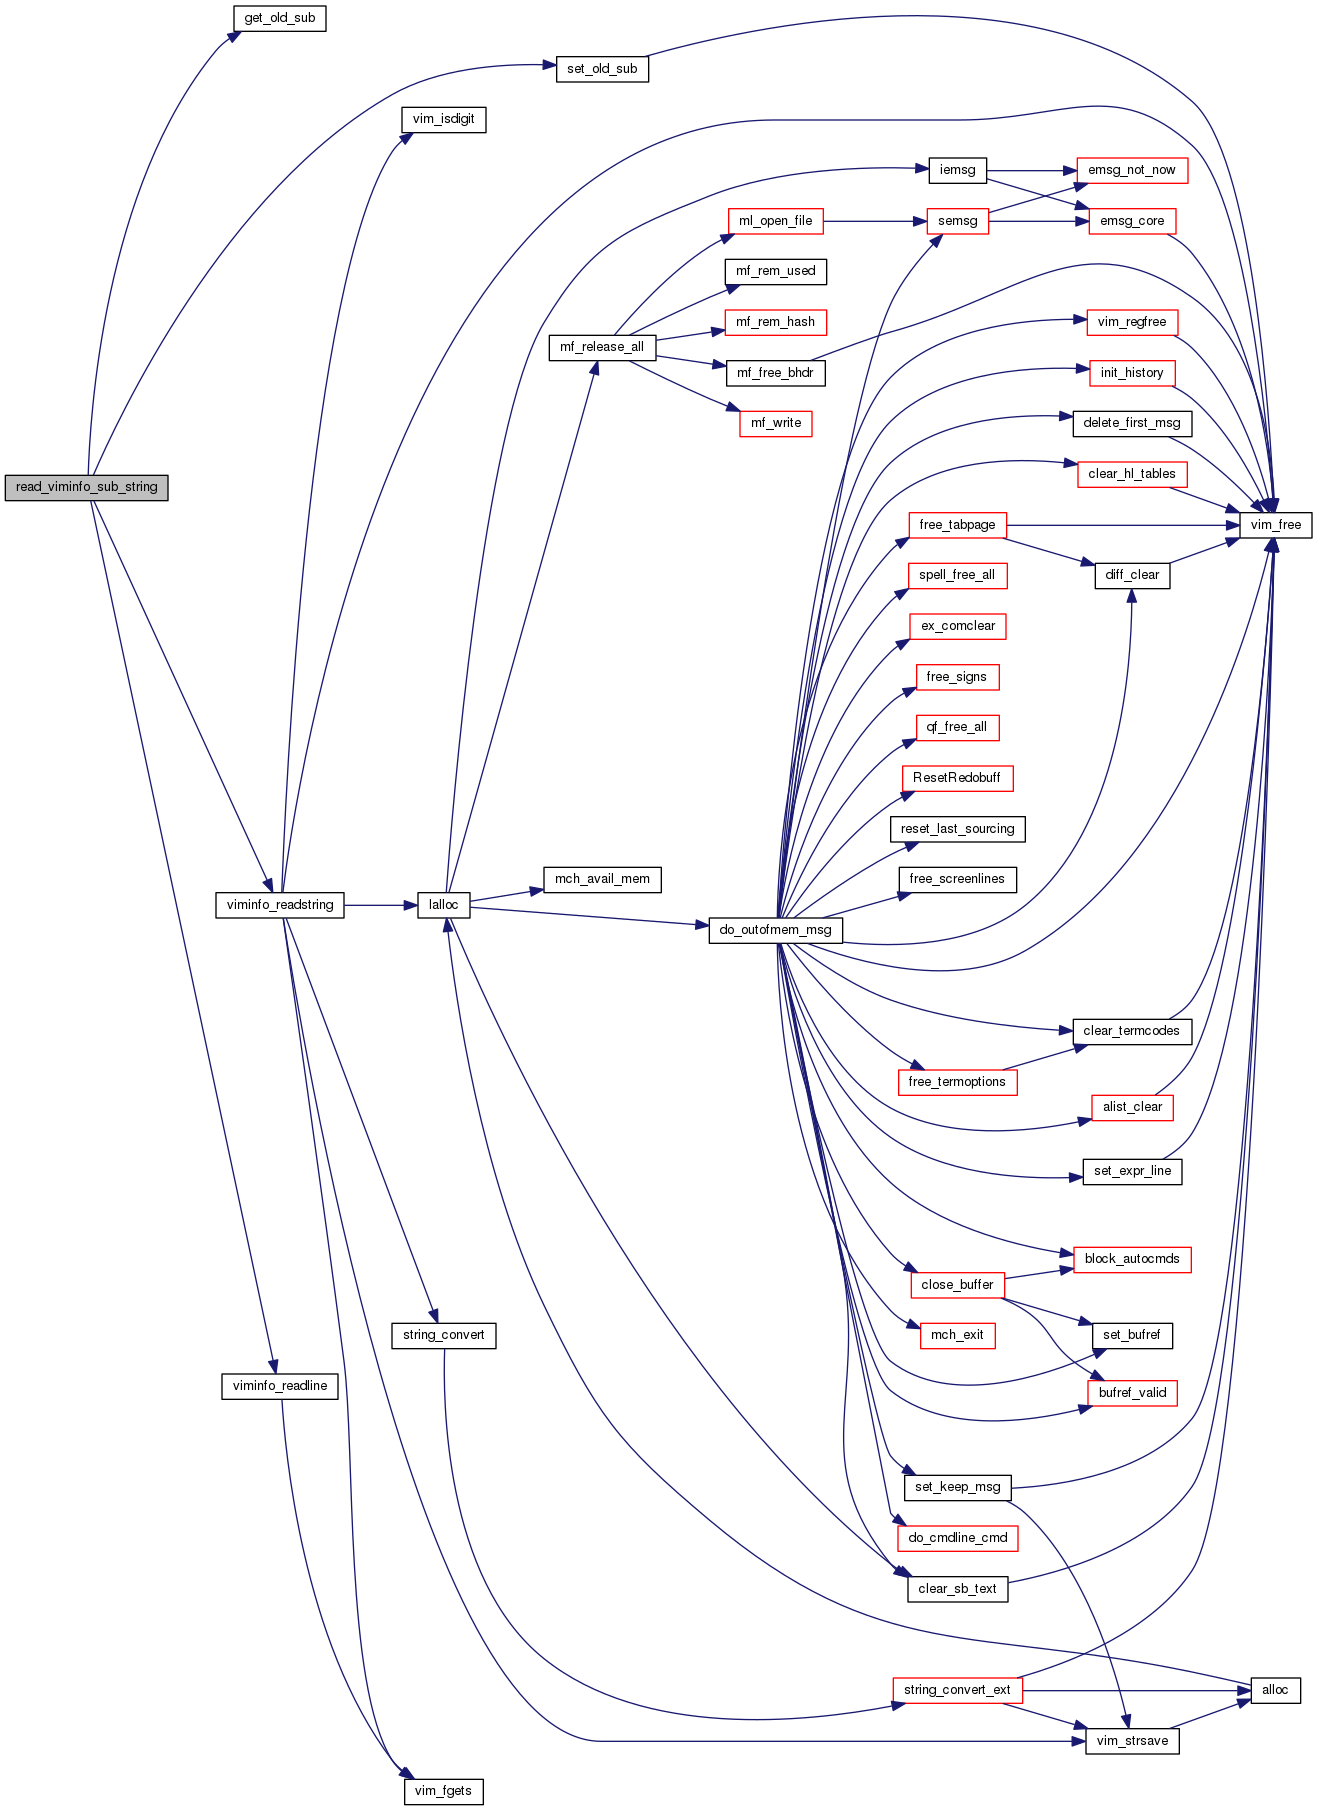 get_old_sub
set_old_sub
vim_isdigit
iemsg
emsg_not_now
ml_open_file
semsg
emsg_core
mf_rem_used
mf_rem_hash
vim_regfree
mf_release_all
mf_free_bhdr
init_history
mf_write
delete_first_msg
clear_hl_tables
read_viminfo_sub_string
free_tabpage
vim_free
spell_free_all
diff_clear
ex_comclear
free_signs
qf_free_all
ResetRedobuff
reset_last_sourcing
mch_avail_mem
free_screenlines
viminfo_readstring
lalloc
do_outofmem_msg
clear_termcodes
free_termoptions
alist_clear
set_expr_line
block_autocmds
close_buffer
string_convert
mch_exit
set_bufref
viminfo_readline
bufref_valid
set_keep_msg
do_cmdline_cmd
clear_sb_text
string_convert_ext
alloc
vim_strsave
vim_fgets